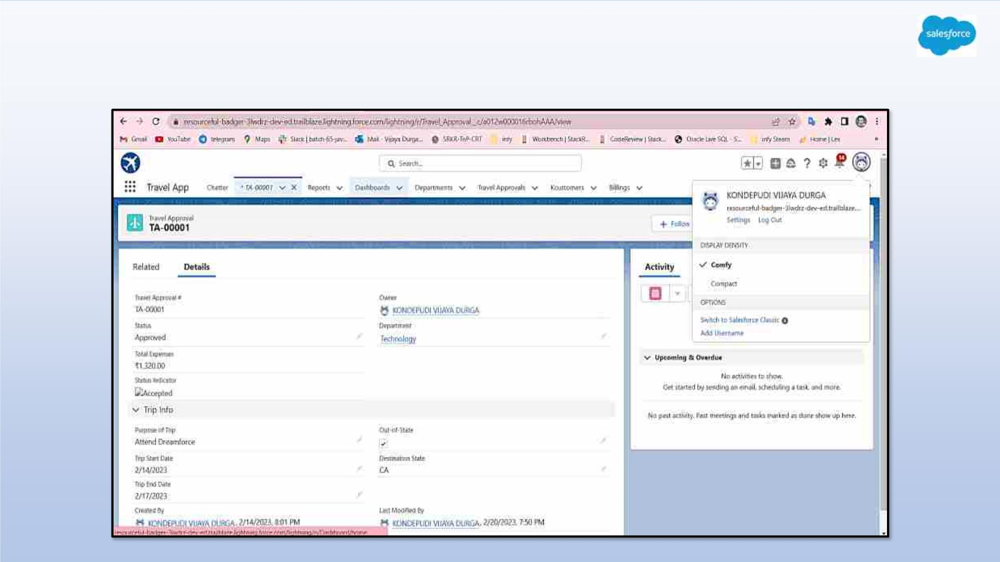 salesforce
resourceful-badger-3lwdrz-dev-ed.trailblaze.lightning.force.com/lightning/r/Travel_Approval__c/
Gmail YouTube telegram Maps Slack | batch-65-jav... Mail - Vijaya Durga... SRKR-TnP-CRT infy Workbench | StackR... CodeReview | Stack... Oracle Live SQL - S... infy Steem Home | Lex
Search...
14
Travel App Chatter * TA-00001 Reports Dashboards Departments Travel Approvals Koustomers Billings
KONDEPUDI VIJAYA DURGA
resourceful-badger-3lwdrz-dev-ed.trailblaze....
Settings Log Out
Travel Approval
TA-00001
Follow
DISPLAY DENSITY
Comfy
Compact
OPTIONS
Switch to Salesforce Classic
Add Username
Related Details
Travel Approval #
TA-00001
Owner
KONDEPUDI VIJAYA DURGA
Status
Approved
Department
Technology
Total Expenses
₹1,320.00
Status Indicator
Accepted
Trip Info
Purpose of Trip
Attend Dreamforce
Out-of-State
Trip Start Date
2/14/2023
Destination State
CA
Trip End Date
2/17/2023
Created By
KONDEPUDI VIJAYA DURGA, 2/14/2023, 8:01 PM
Last Modified By
KONDEPUDI VIJAYA DURGA, 2/20/2023, 7:50 PM
Activity
Upcoming & Overdue
No activities to show.
Get started by sending an email, scheduling a task, and more.
No past activity. Past meetings and tasks marked as done show up here.
resourceful-badger-3lwdrz-dev-ed.trailblaze.lightning.force.com/lightning/o/Dashboard/home